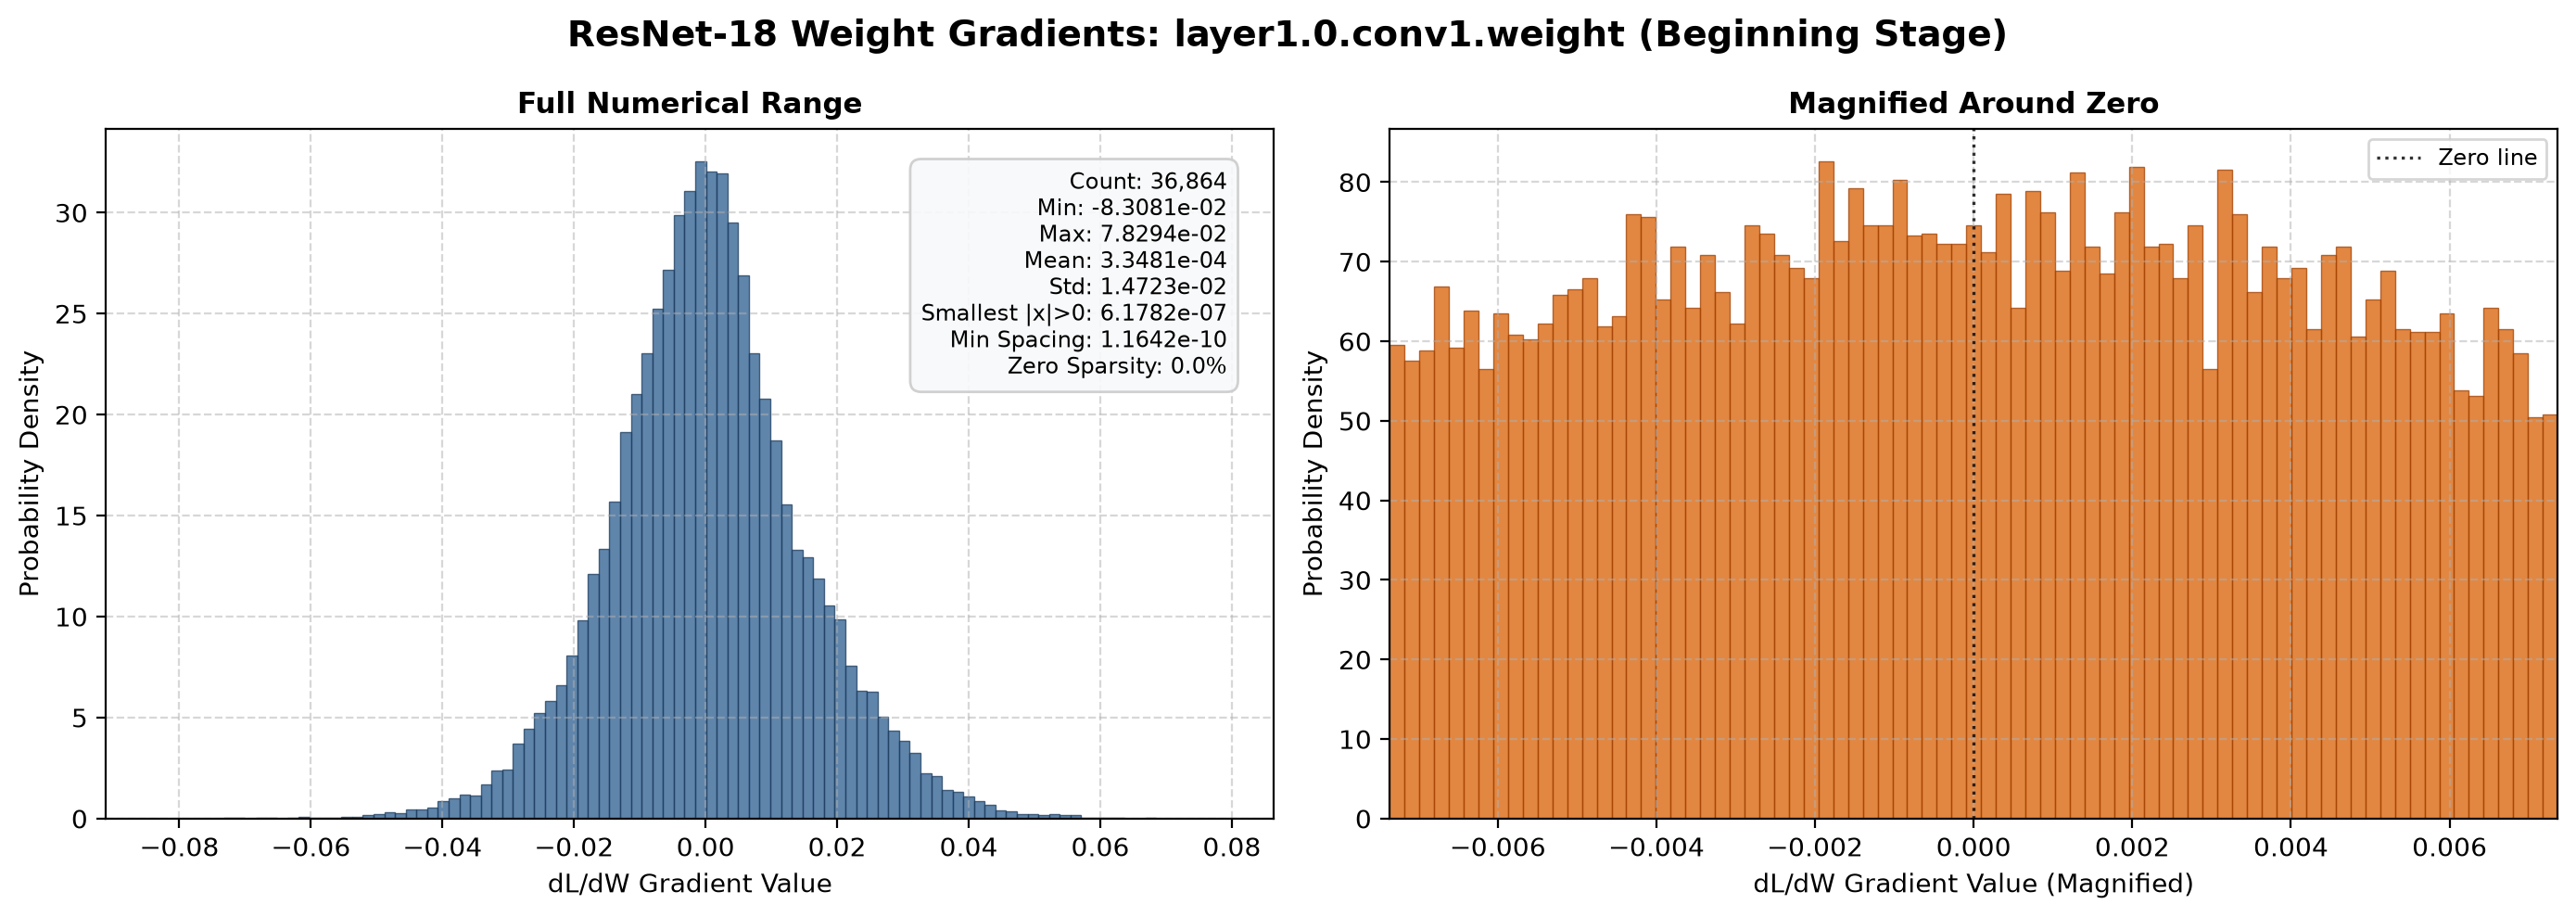 ResNet-18 Weight Gradients: layer1.0.conv1.weight (Beginning Stage)
Full Numerical Range
Probability Density
30
25
20
15
10
5
0
Count: 36,864
Min: -8.3081e-02
Max: 7.8294e-02
Mean: 3.3481e-04
Std: 1.4723e-02
Smallest |x|>0: 6.1782e-07
Min Spacing: 1.1642e-10
Zero Sparsity: 0.0%
−0.08 −0.06 −0.04 −0.02 0.00 0.02 0.04 0.06 0.08
dL/dW Gradient Value
Magnified Around Zero
Probability Density
80
70
60
50
40
30
20
10
0
Zero line
−0.006 −0.004 −0.002 0.000 0.002 0.004 0.006
dL/dW Gradient Value (Magnified)